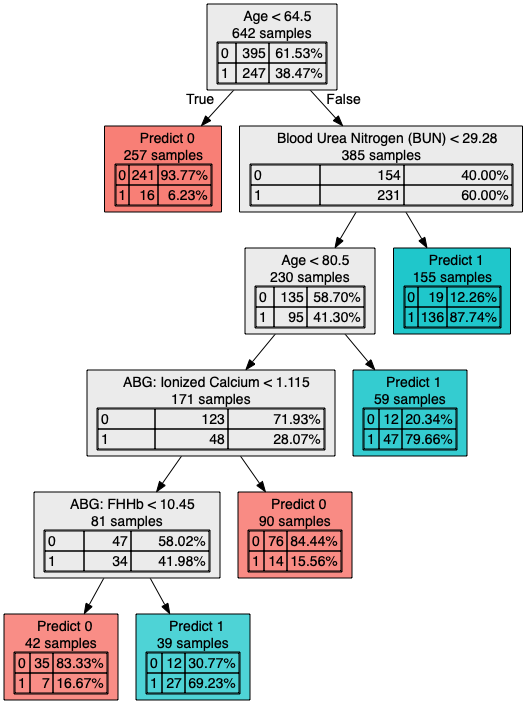 Age < 64.5
642 samples
0 395 61.53%
1 247 38.47%
True
False
Predict 0
257 samples
0 241 93.77%
1 16 6.23%
Blood Urea Nitrogen (BUN) < 29.28
385 samples
0 154 40.00%
1 231 60.00%
Age < 80.5
230 samples
0 135 58.70%
1 95 41.30%
Predict 1
155 samples
0 19 12.26%
1 136 87.74%
ABG: Ionized Calcium < 1.115
171 samples
0 123 71.93%
1 48 28.07%
Predict 1
59 samples
0 12 20.34%
1 47 79.66%
ABG: FHHb < 10.45
81 samples
0 47 58.02%
1 34 41.98%
Predict 0
90 samples
0 76 84.44%
1 14 15.56%
Predict 0
42 samples
0 35 83.33%
1 7 16.67%
Predict 1
39 samples
0 12 30.77%
1 27 69.23%